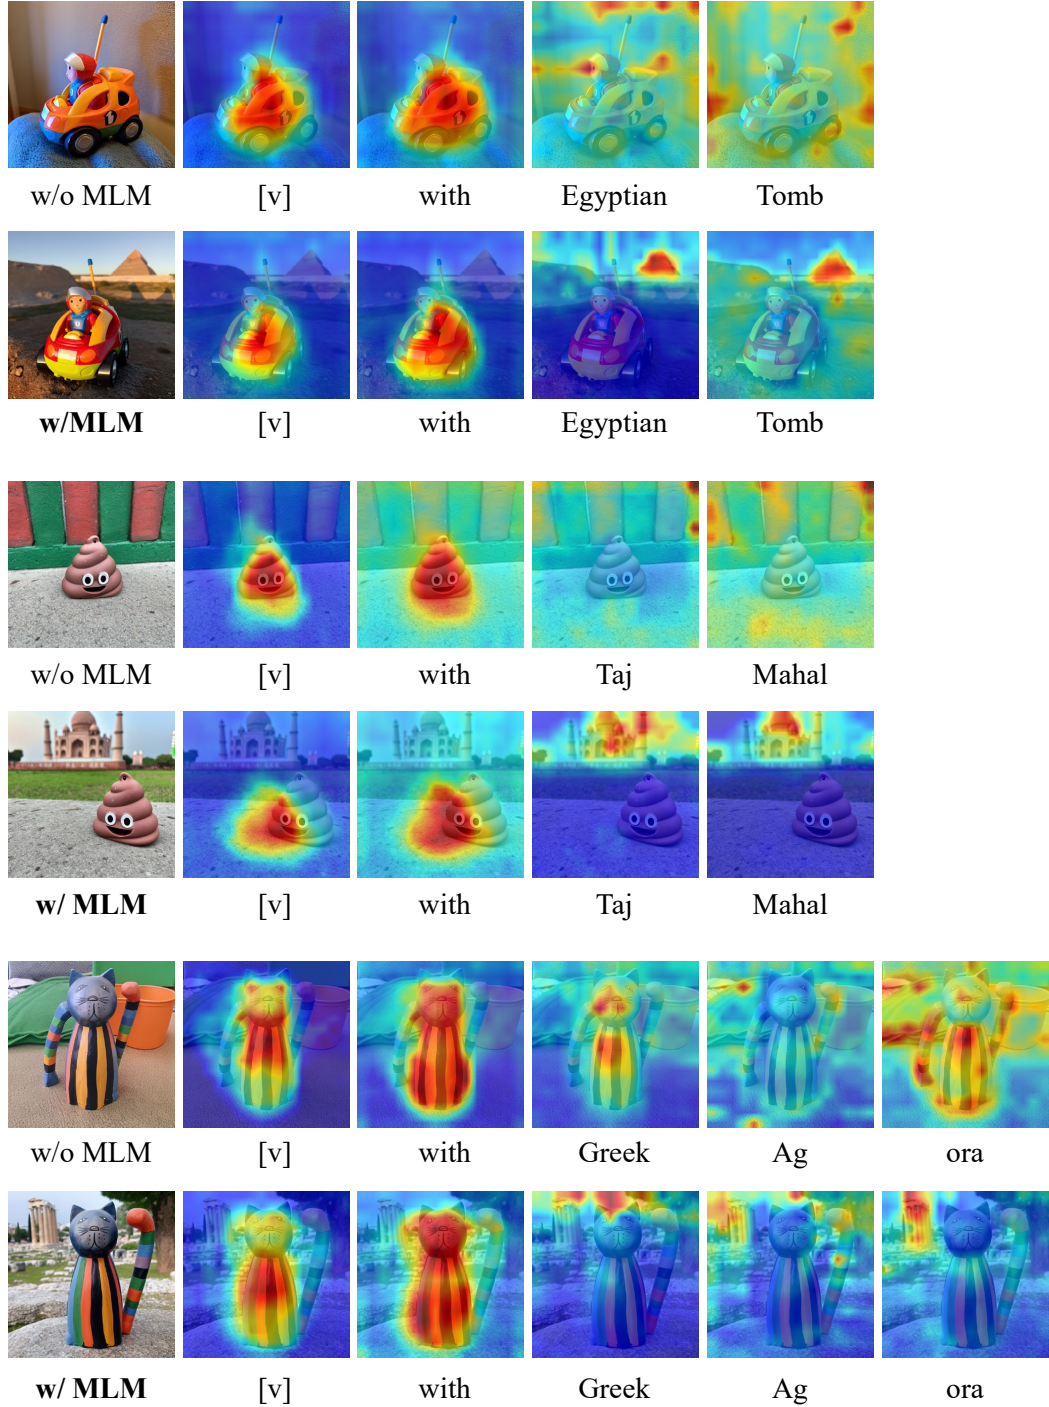 w/o MLM [v] with Egyptian Tomb
w/MLM [v] with Egyptian Tomb
w/o MLM [v] with Taj Mahal
w/ MLM [v] with Taj Mahal
w/o MLM [v] with Greek Ag ora
w/ MLM [v] with Greek Ag ora